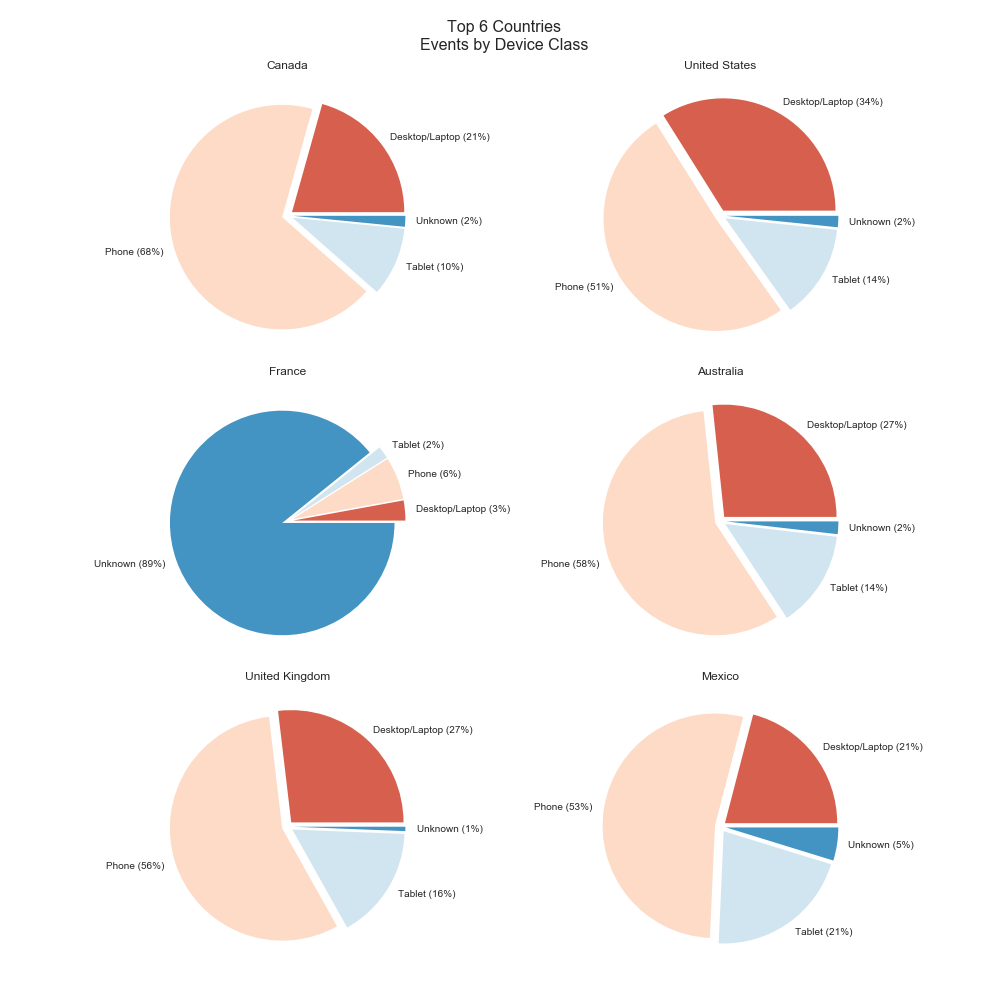 Top 6 Countries
Events by Device Class
Canada
Desktop/Laptop (21%)
Unknown (2%)
Phone (68%)
Tablet (10%)
United States
Desktop/Laptop (34%)
Unknown (2%)
Tablet (14%)
Phone (51%)
France
Tablet (2%)
Phone (6%)
Desktop/Laptop (3%)
Unknown (89%)
Australia
Desktop/Laptop (27%)
Unknown (2%)
Phone (58%)
Tablet (14%)
United Kingdom
Desktop/Laptop (27%)
Unknown (1%)
Phone (56%)
Tablet (16%)
Mexico
Desktop/Laptop (21%)
Phone (53%)
Unknown (5%)
Tablet (21%)